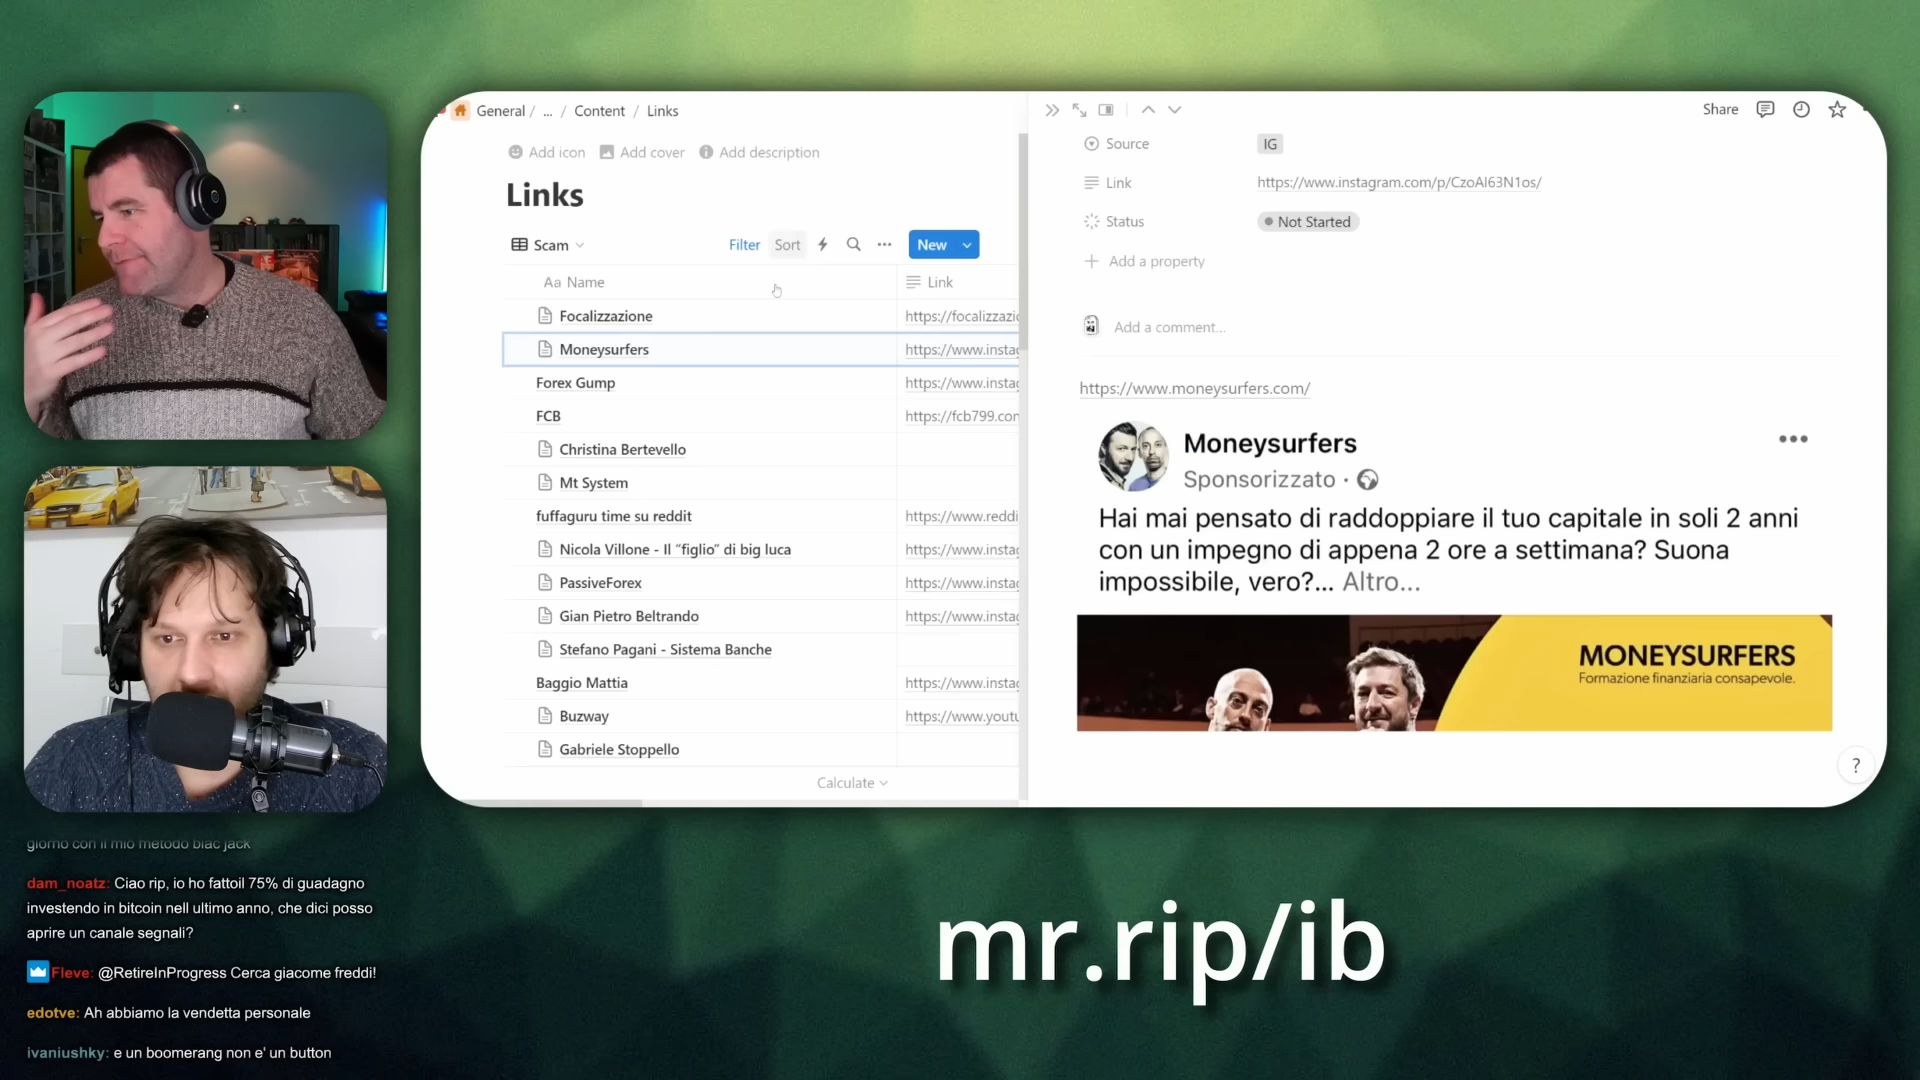 General / ... / Content / Links
Add icon Add cover Add description
Links
Scam
Filter Sort New
Aa Name Link
Focalizzazione https://focalizzazio
Moneysurfers https://www.instag
Forex Gump https://www.instag
FCB https://fcb799.con
Christina Bertevello
Mt System
fuffaguru time su reddit https://www.reddi
Nicola Villone - Il “figlio” di big luca https://www.instag
PassiveForex https://www.instag
Gian Pietro Beltrando https://www.instag
Stefano Pagani - Sistema Banche
Baggio Mattia https://www.instag
Buzway https://www.youtu
Gabriele Stoppello
Calculate
Share
Source IG
Link https://www.instagram.com/p/CzoAl63N1os/
Status Not Started
Add a property
Add a comment...
https://www.moneysurfers.com/
Moneysurfers
Sponsorizzato ·
Hai mai pensato di raddoppiare il tuo capitale in soli 2 anni
con un impegno di appena 2 ore a settimana? Suona
impossibile, vero?... Altro...
MONEYSURFERS
Formazione finanziaria consapevole.
?
giorno con il mio metodo blac jack
dam_noatz: Ciao rip, io ho fattoil 75% di guadagno
investendo in bitcoin nell ultimo anno, che dici posso
aprire un canale segnali?
Fleve: @RetireInProgress Cerca giacome freddi!
edotve: Ah abbiamo la vendetta personale
ivaniushky: e un boomerang non e' un button
mr.rip/ib